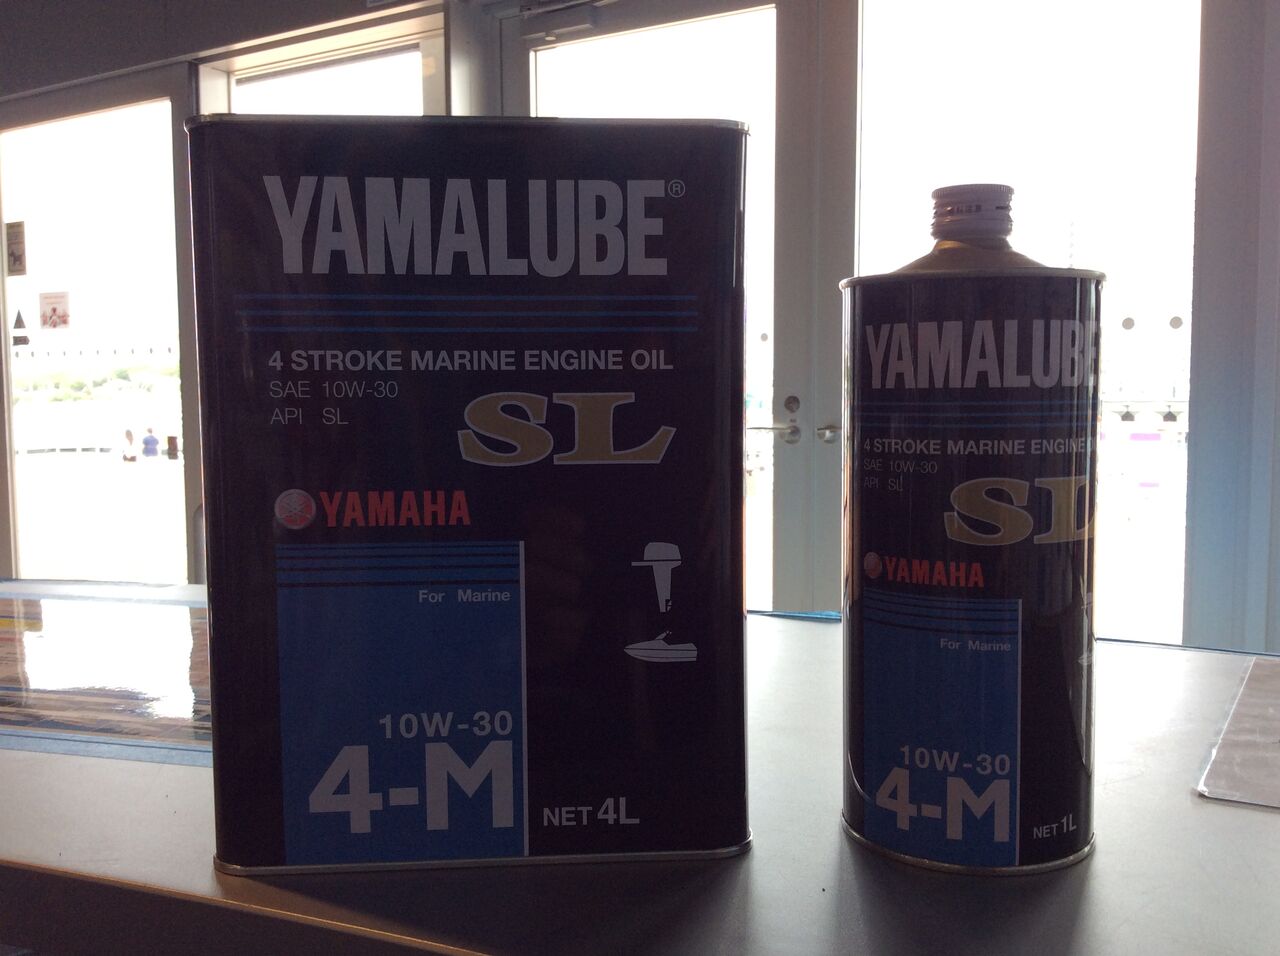 YAMALUBE®
4 STROKE MARINE ENGINE OIL
SAE 10W-30
API SL
SL
YAMAHA
For Marine
10W-30
4-M
NET 4L
YAMALUBE
4 STROKE MARINE ENGINE OIL
SAE 10W-30
API SL
SL
YAMAHA
For Marine
10W-30
4-M
NET 1L